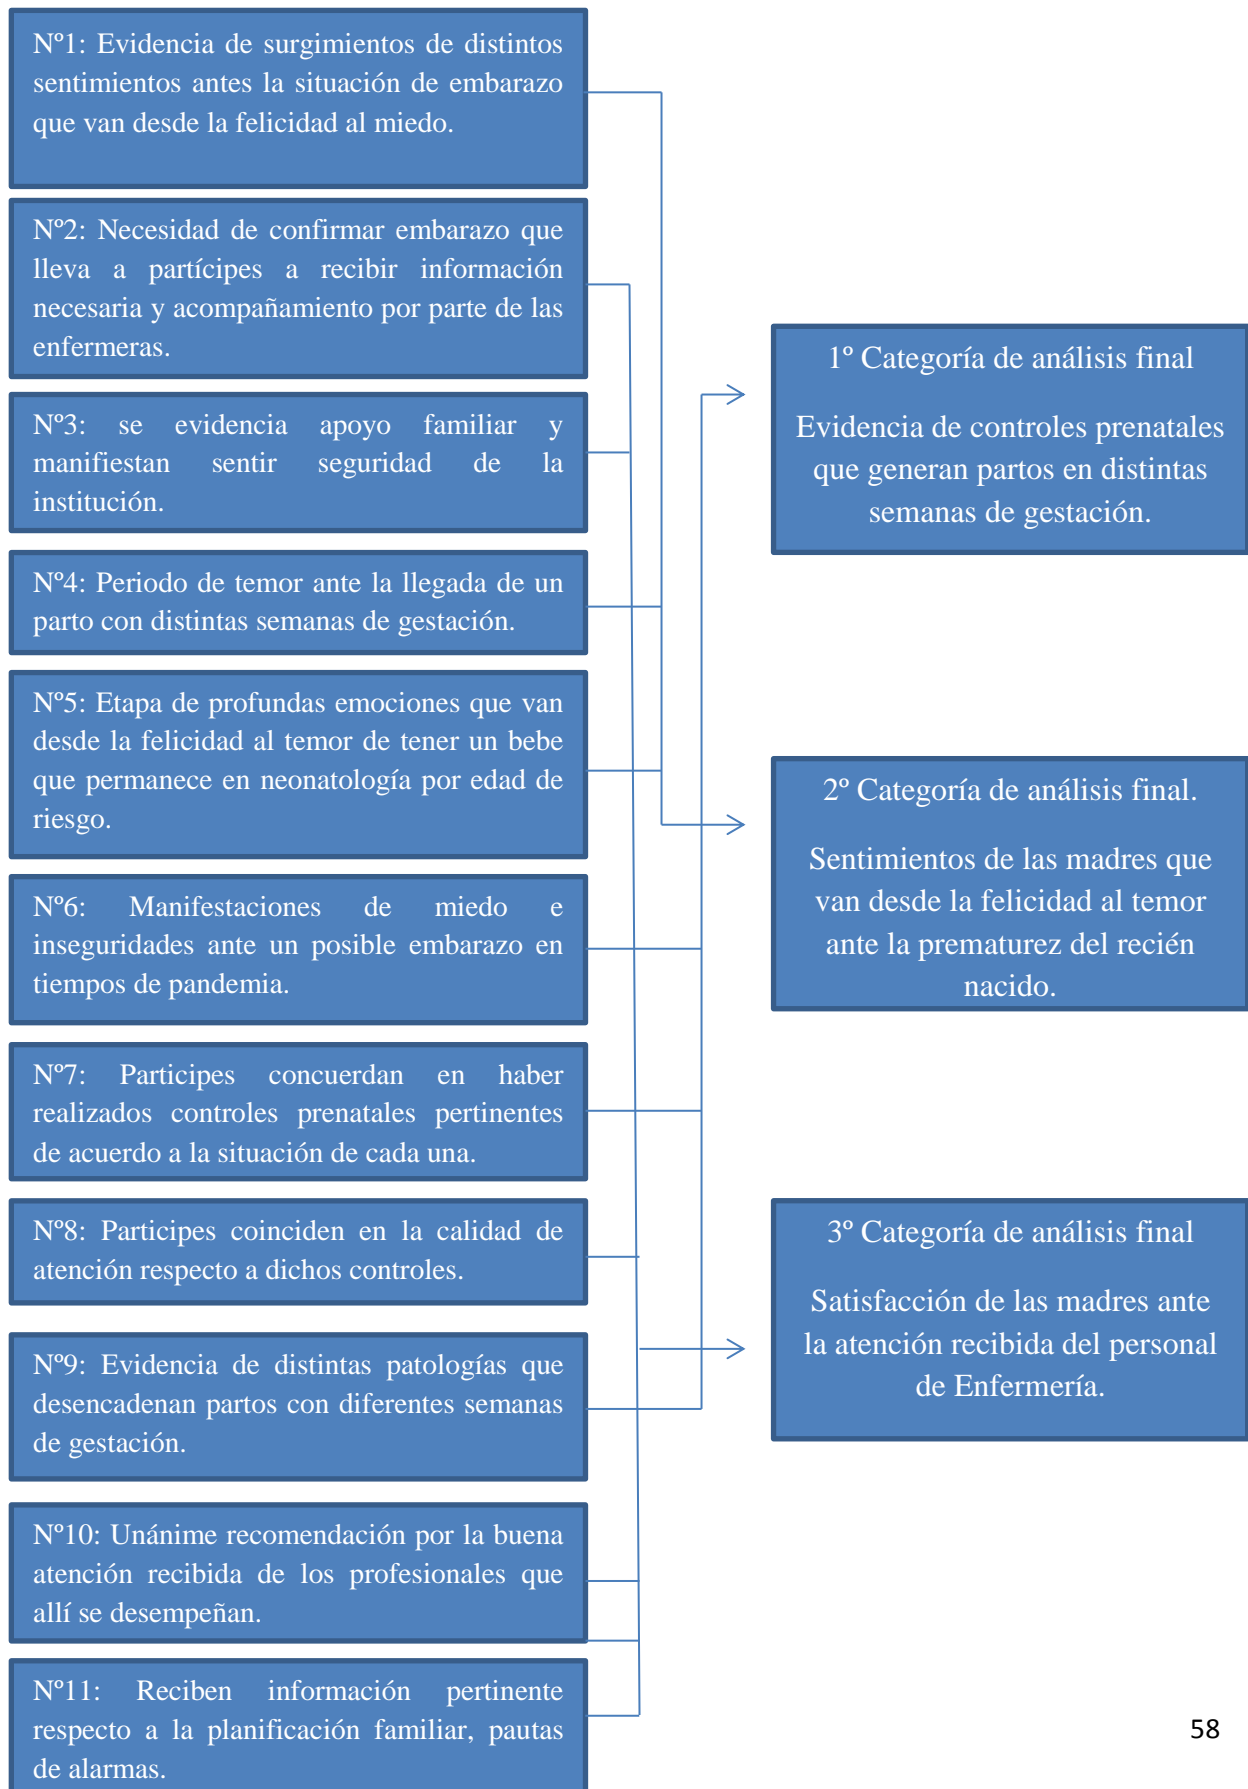 Nº1: Evidencia de surgimientos de distintos
sentimientos antes la situación de embarazo
que van desde la felicidad al miedo.
Nº2: Necesidad de confirmar embarazo que
lleva a partícipes a recibir información
necesaria y acompañamiento por parte de las
enfermeras.
Nº3: se evidencia apoyo familiar y
manifiestan sentir seguridad de la
institución.
Nº4: Periodo de temor ante la llegada de un
parto con distintas semanas de gestación.
Nº5: Etapa de profundas emociones que van
desde la felicidad al temor de tener un bebe
que permanece en neonatología por edad de
riesgo.
Nº6: Manifestaciones de miedo e
inseguridades ante un posible embarazo en
tiempos de pandemia.
Nº7: Participes concuerdan en haber
realizados controles prenatales pertinentes
de acuerdo a la situación de cada una.
Nº8: Participes coinciden en la calidad de
atención respecto a dichos controles.
Nº9: Evidencia de distintas patologías que
desencadenan partos con diferentes semanas
de gestación.
Nº10: Unánime recomendación por la buena
atención recibida de los profesionales que
allí se desempeñan.
Nº11: Reciben información pertinente
respecto a la planificación familiar, pautas
de alarmas.
1º Categoría de análisis final
Evidencia de controles prenatales
que generan partos en distintas
semanas de gestación.
2º Categoría de análisis final.
Sentimientos de las madres que
van desde la felicidad al temor
ante la prematurez del recién
nacido.
3º Categoría de análisis final
Satisfacción de las madres ante
la atención recibida del personal
de Enfermería.
58